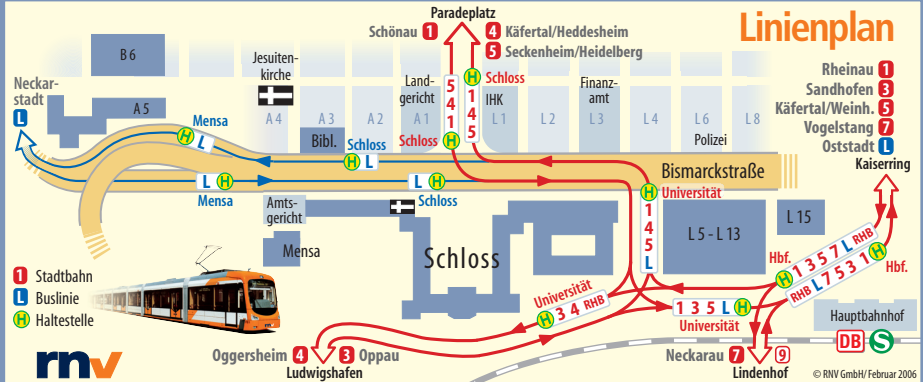 Linienplan
Paradeplatz
Schönau 1
4 Käfertal/Heddesheim
5 Seckenheim/Heidelberg
Rheinau 1
Sandhofen 3
Käfertal/Weinh. 5
Vogelstang 7
Oststadt L
Kaiserring
B 6
Jesuiten-
kirche
Land-
gericht
Schloss
H
IHK
Finanz-
amt
Neckar-
stadt
L
A 5
A 4
A 3
A 2
A 1
L 1
L 2
L 3
L 4
L 6
L 8
Polizei
Bibl.
5 4 1
H
Schloss
1 4 5
Mensa
H L
Schloss
H L
Bismarckstraße
L H
Mensa
L H
Schloss
H
Universität
1 4 5 L
Amts-
gericht
Mensa
Schloss
L 5 - L 13
L 15
Hbf.
H 1 3 5 7 L RHB
RHB L 7 5 3 1 H
Hbf.
1 Stadtbahn
L Buslinie
H Haltestelle
Universität
H 3 4 RHB
1 3 5 L H
Universität
Hauptbahnhof
DB S
rnv
Oggersheim 4
3 Oppau
Ludwigshafen
Neckarau 7
9
Lindenhof
© RNV GmbH/ Februar 2006